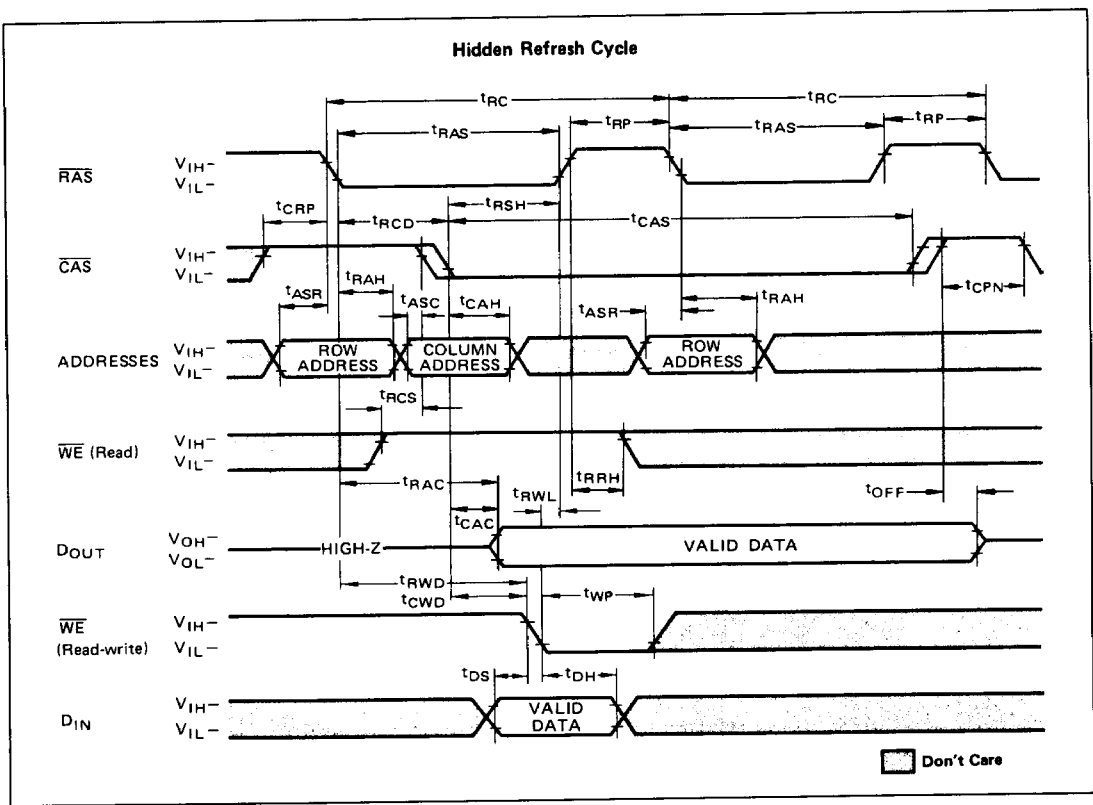 Hidden Refresh Cycle
tRC
tRC
tRAS
tRP
tRAS
tRP
RAS
VIH-
VIL-
tCRP
tRCD
tRSH
tCAS
CAS
VIH-
VIL-
tASR
tRAH
tASC
tCAH
tASR
tRAH
tCPN
ADDRESSES
VIH-
VIL-
ROW
ADDRESS
COLUMN
ADDRESS
ROW
ADDRESS
tRCS
WE (Read)
VIH-
VIL-
tRAC
tRWL
tRRH
tOFF
tCAC
DOUT
VOH-
VOL-
HIGH-Z
VALID DATA
tRWD
tCWD
tWP
WE
(Read-write)
VIH-
VIL-
tDS
tDH
DIN
VIH-
VIL-
VALID
DATA
Don't Care